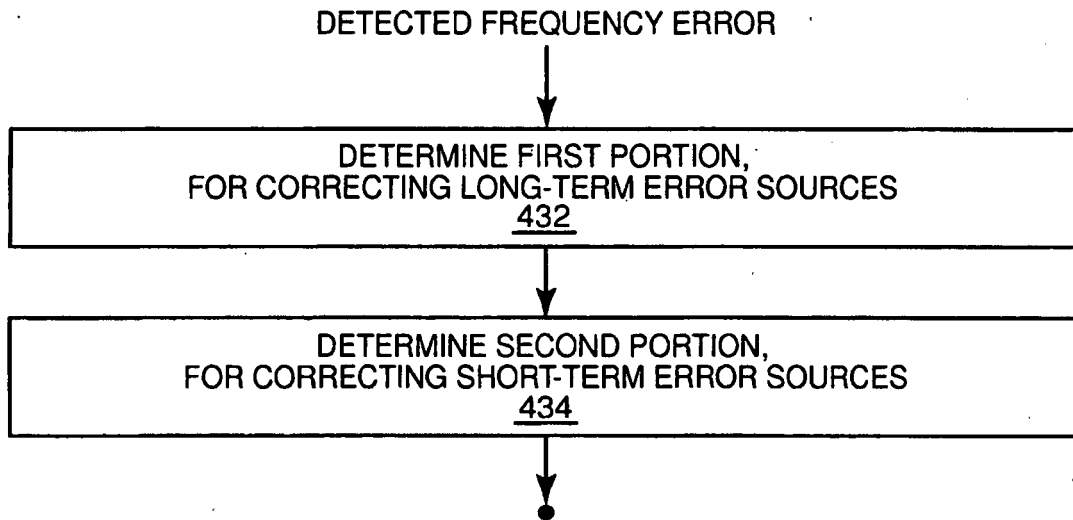 DETECTED FREQUENCY ERROR
DETERMINE FIRST PORTION,
FOR CORRECTING LONG-TERM ERROR SOURCES
432
DETERMINE SECOND PORTION,
FOR CORRECTING SHORT-TERM ERROR SOURCES
434